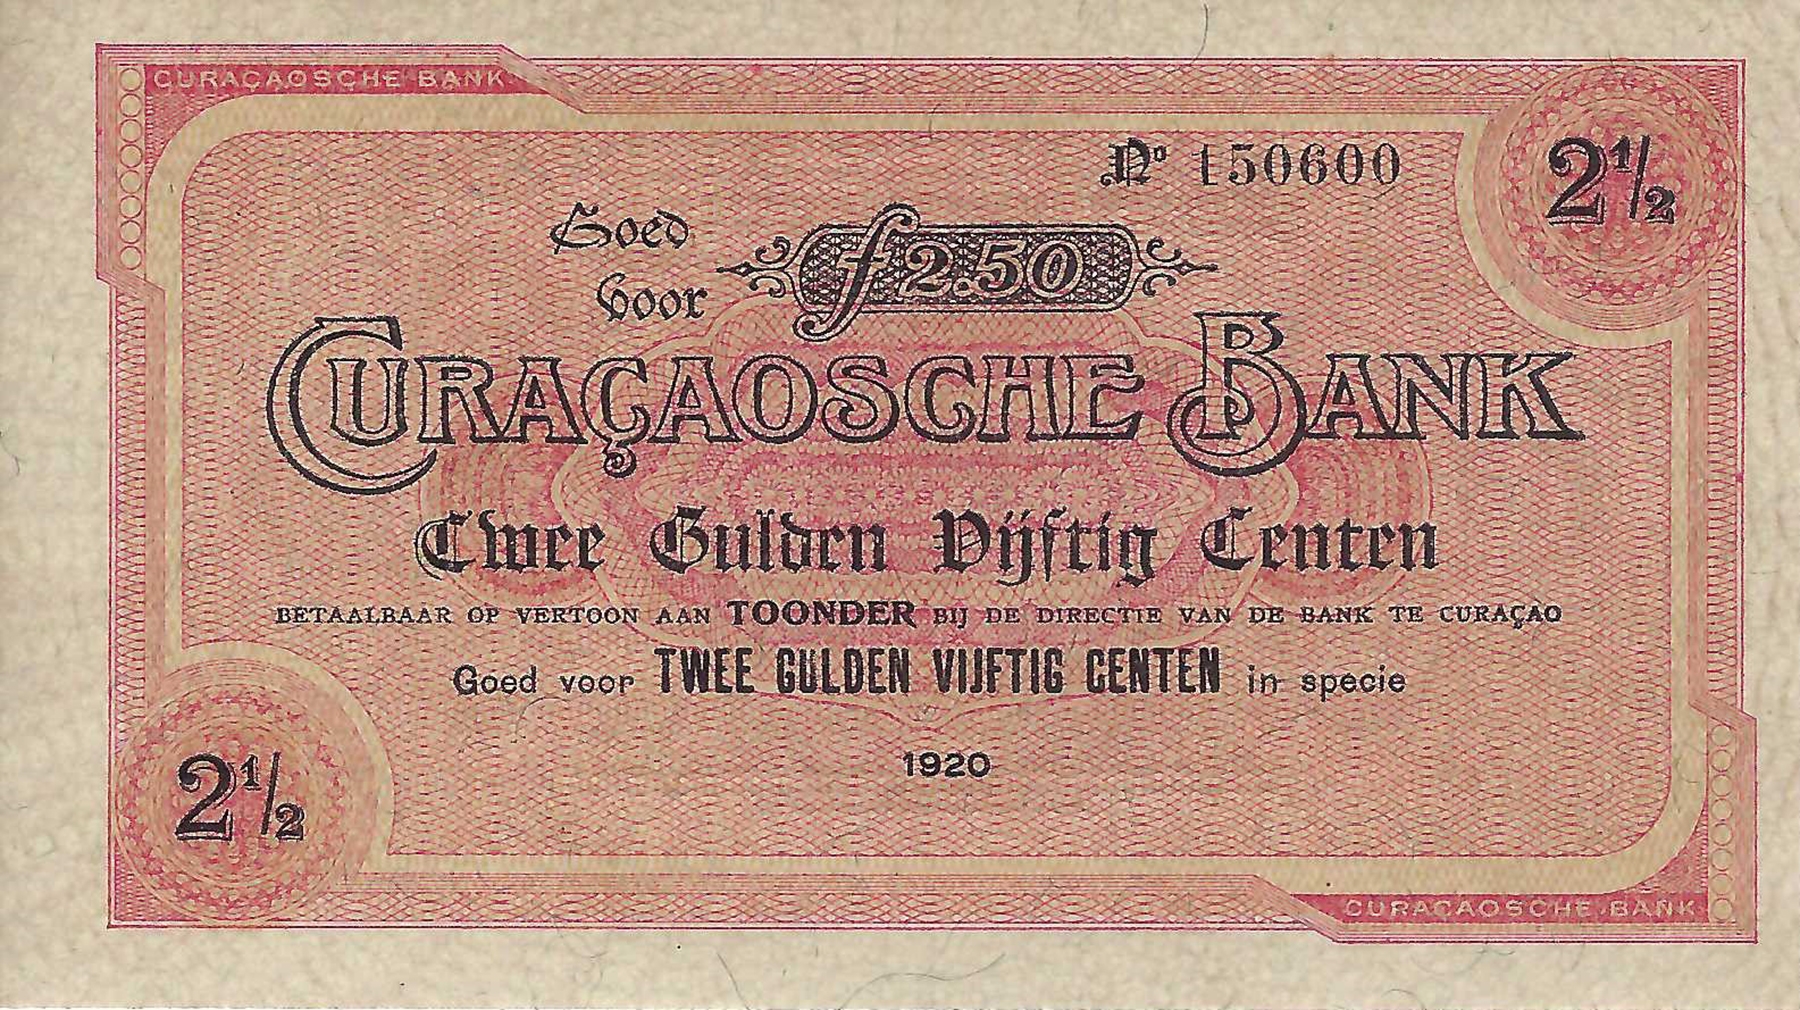 CURAÇAOSCHE BANK
Nº 150600
2½
Goed
voor
ƒ 2.50
CURAÇAOSCHE BANK
Twee Gulden Vijftig Centen
BETAALBAAR OP VERTOON AAN TOONDER BIJ DE DIRECTIE VAN DE BANK TE CURAÇAO
Goed voor TWEE GULDEN VIJFTIG CENTEN in specie
1920
2½
CURAÇAOSCHE BANK